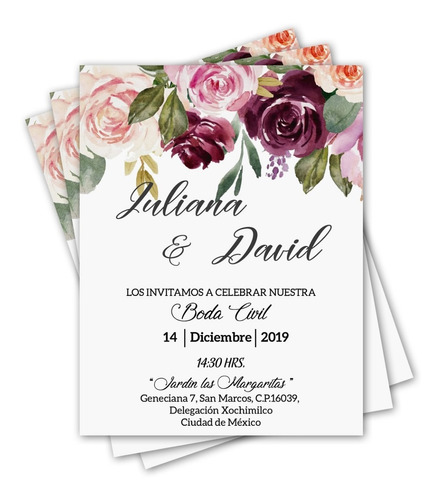 Juliana
& David
LOS INVITAMOS A CELEBRAR NUESTRA
Boda Civil
14 | Diciembre | 2019
14:30 HRS.
"Jardín las Margaritas"
Geneciana 7, San Marcos, C.P.16039,
Delegación Xochimilco
Ciudad de México